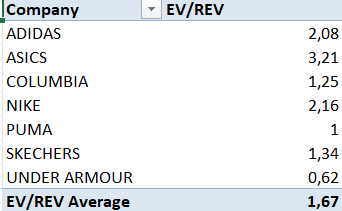 Company EV/REV
ADIDAS 2,08
ASICS 3,21
COLUMBIA 1,25
NIKE 2,16
PUMA 1
SKECHERS 1,34
UNDER ARMOUR 0,62
EV/REV Average 1,67